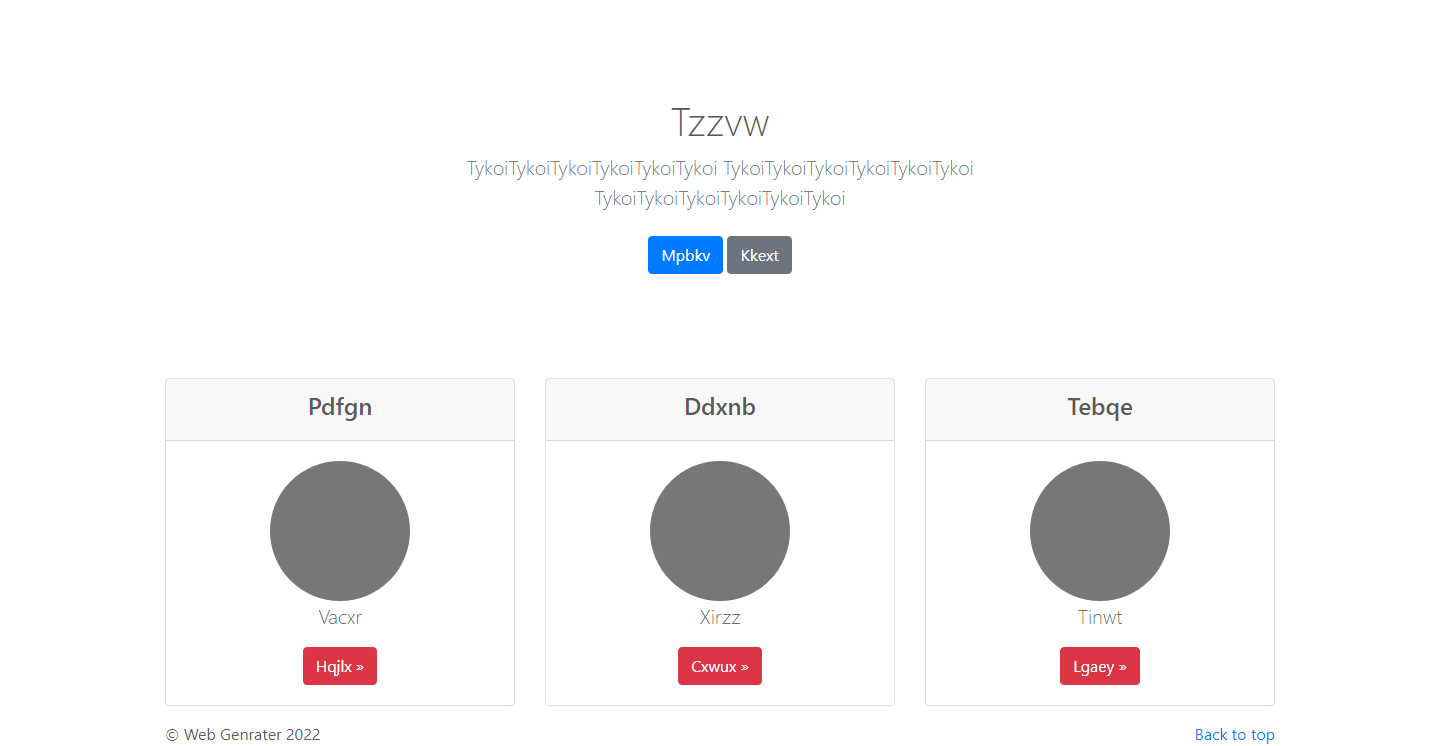 Tzzvw
TykoiTykoiTykoiTykoiTykoiTykoi TykoiTykoiTykoiTykoiTykoiTykoi
TykoiTykoiTykoiTykoiTykoiTykoi
Mpbkv Kkext
Pdfgn Ddxnb Tebqe
Vacxr Xirzz Tinwt
Hqjlx » Cxwux » Lgaey »
© Web Genrater 2022 Back to top